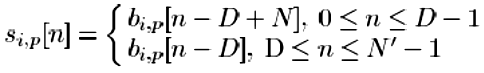 s_{i,p}[n] = { b_{i,p}[n − D + N], 0 ≤ n ≤ D − 1
b_{i,p}[n − D], D ≤ n ≤ N′ − 1